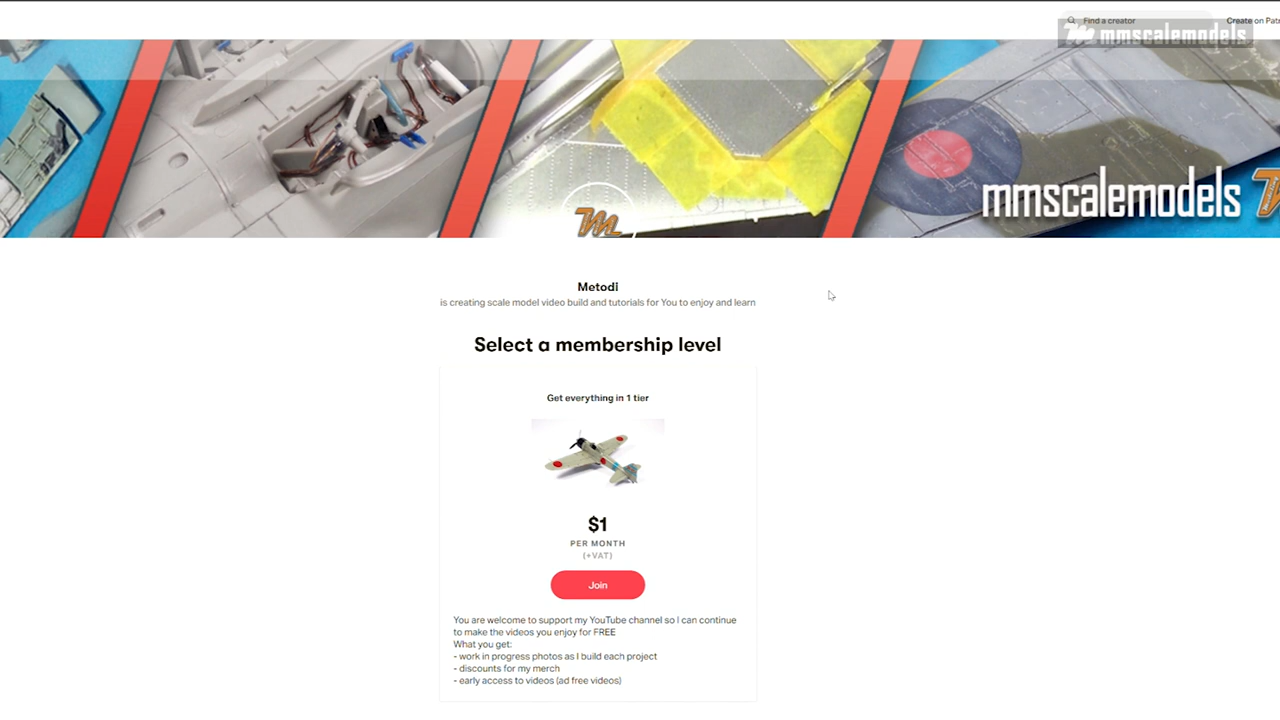 Find a creator
Create on Patr
mmscalemodels
mmscalemodels
Metodi
is creating scale model video build and tutorials for You to enjoy and learn
Select a membership level
Get everything in 1 tier
$1
PER MONTH
(+VAT)
Join
You are welcome to support my YouTube channel so I can continue
to make the videos you enjoy for FREE
What you get:
- work in progress photos as I build each project
- discounts for my merch
- early access to videos (ad free videos)